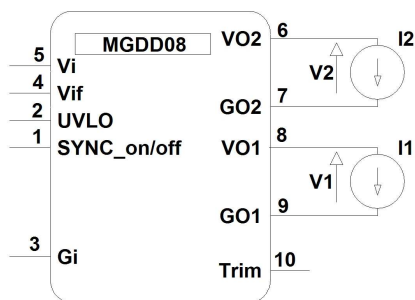 MGDD08
VO2 6 I2
5 Vi
V2
4 Vif
2 UVLO
GO2 7
1 SYNC_on/off
VO1 8 I1
V1
GO1 9
3 Gi
Trim 10